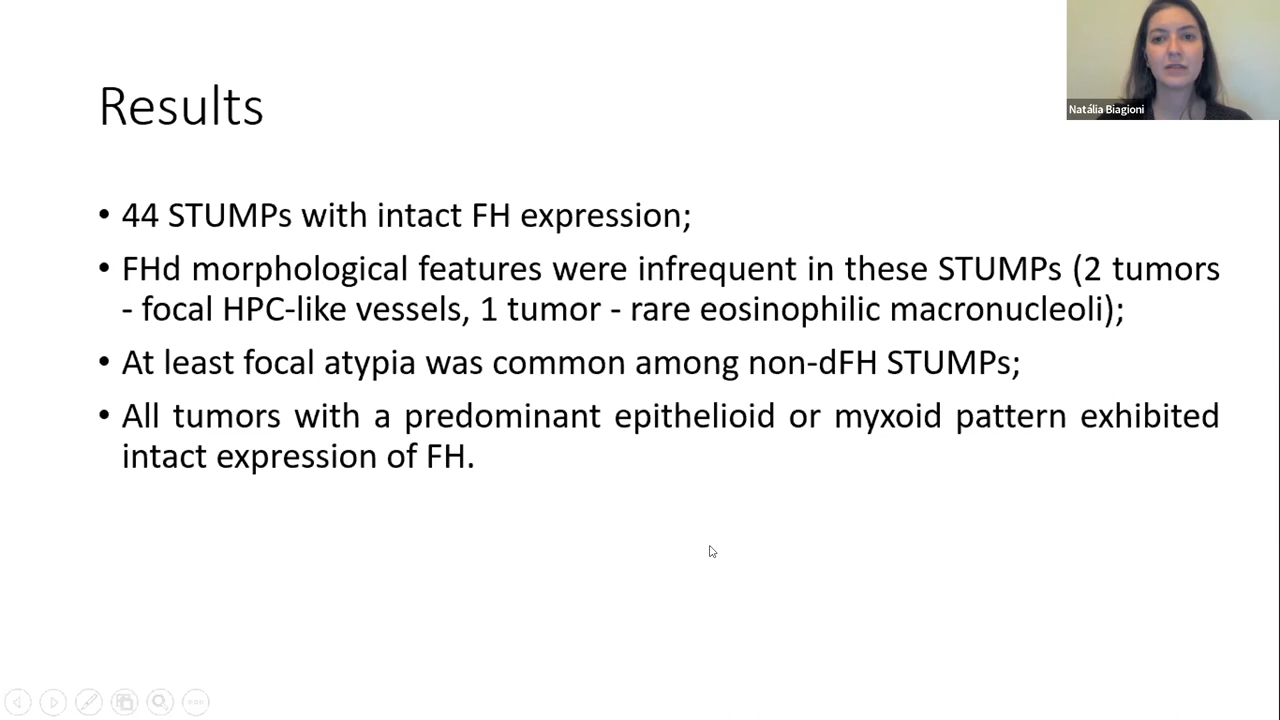 Natália Biagioni
Results
• 44 STUMPs with intact FH expression;
• FHd morphological features were infrequent in these STUMPs (2 tumors
- focal HPC-like vessels, 1 tumor - rare eosinophilic macronucleoli);
• At least focal atypia was common among non-dFH STUMPs;
• All tumors with a predominant epithelioid or myxoid pattern exhibited
intact expression of FH.